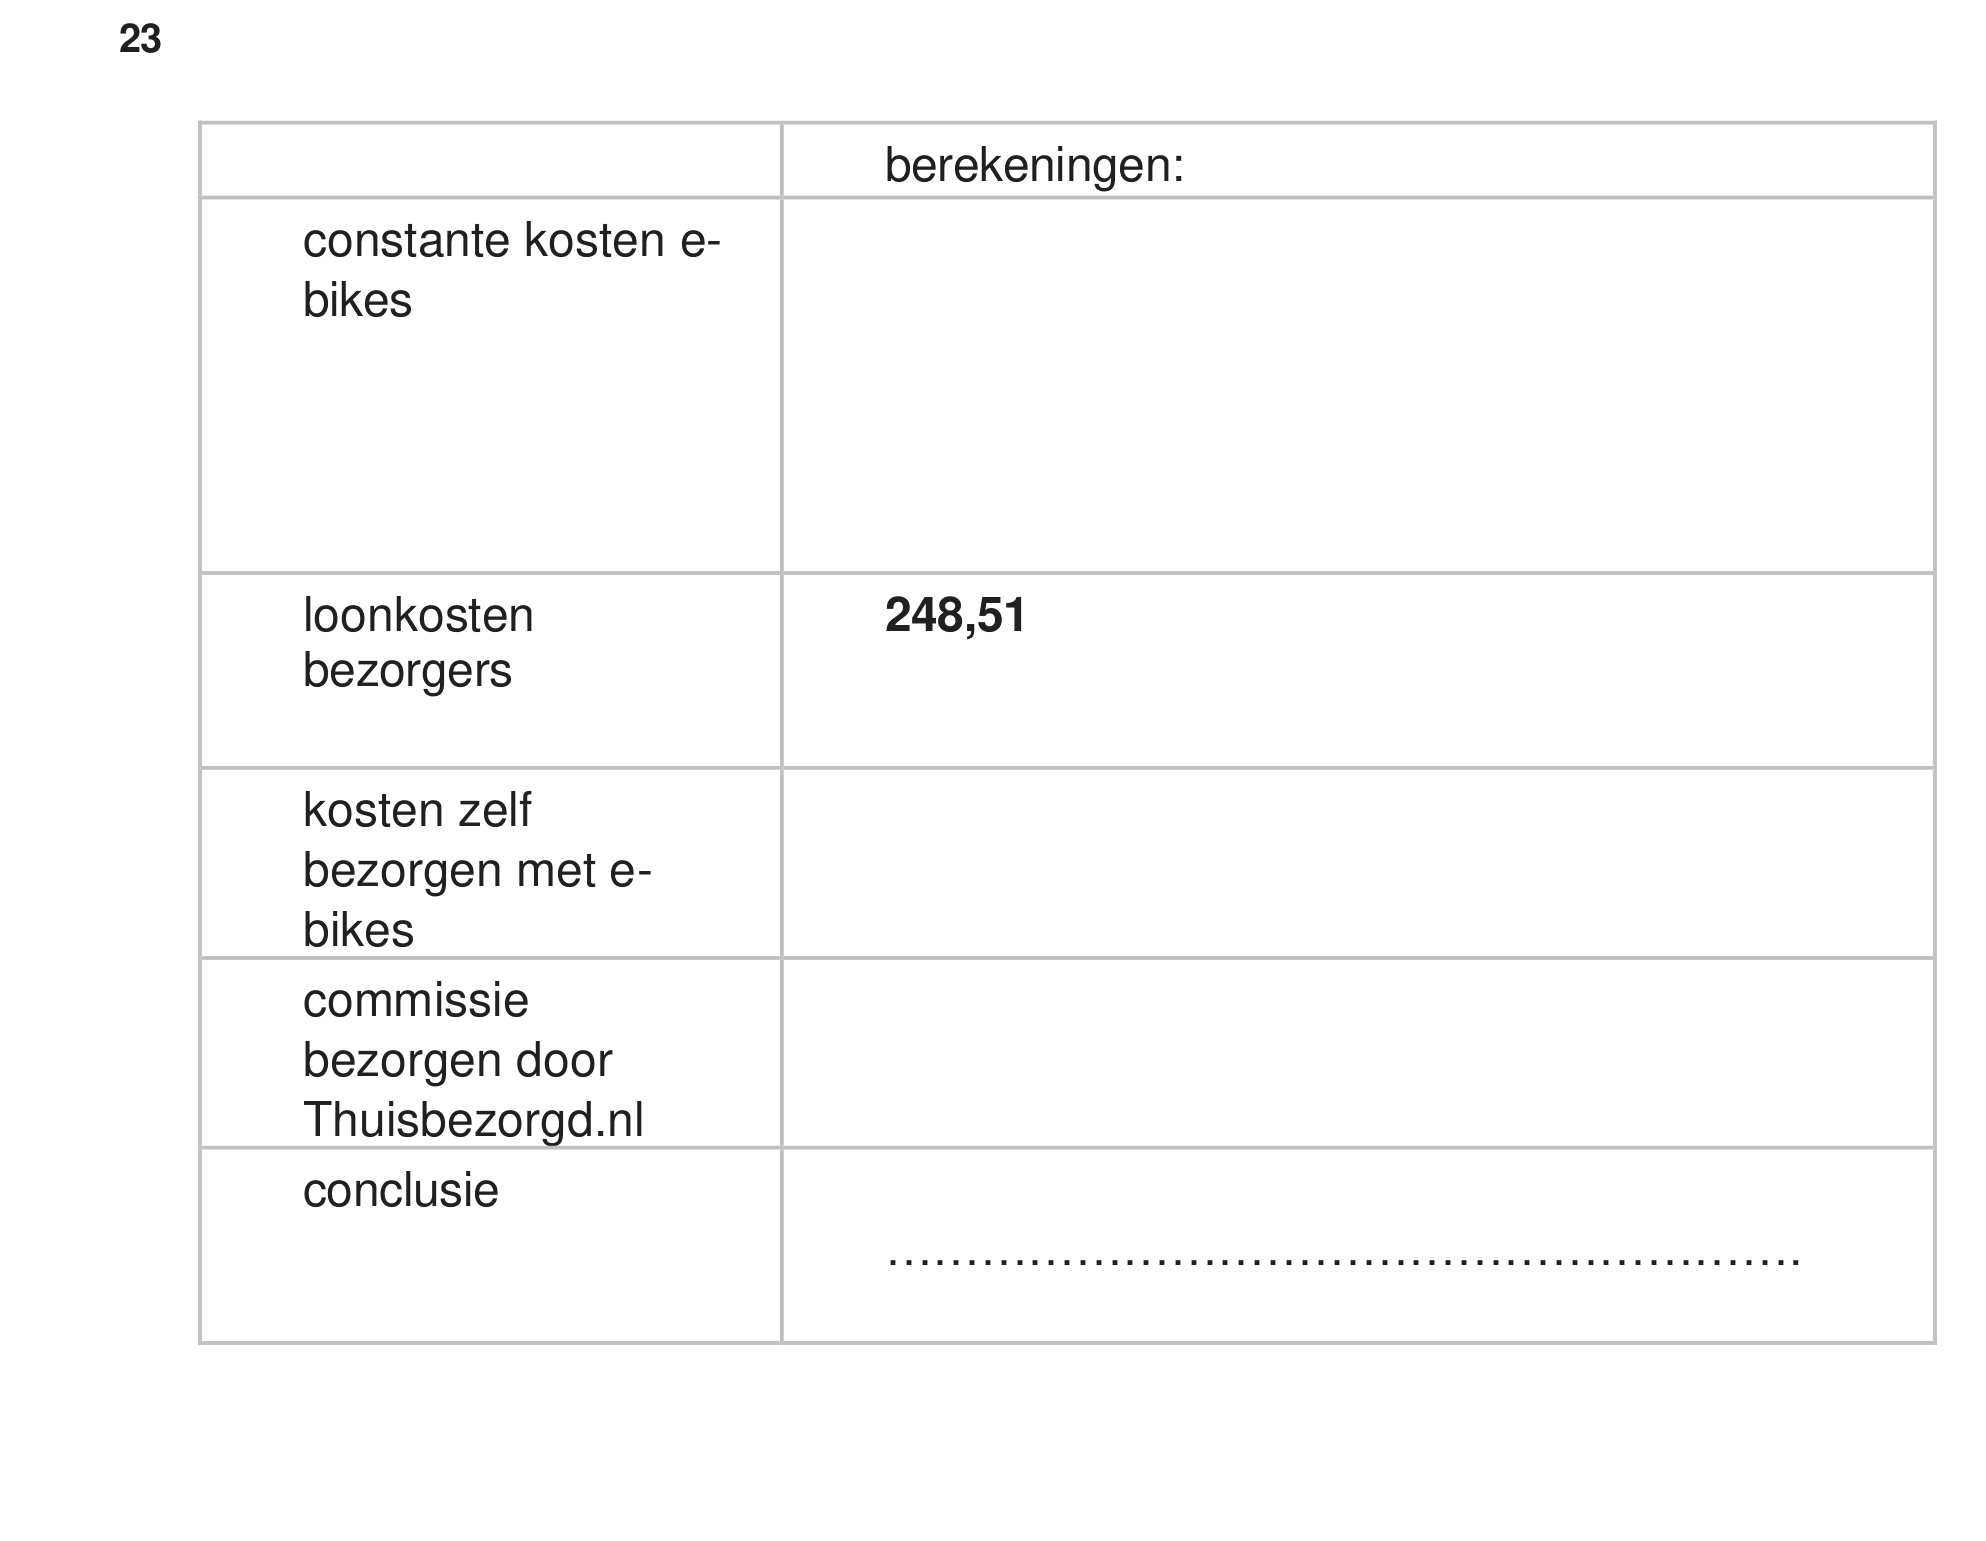 23
berekeningen:
constante kosten e-
bikes
loonkosten
bezorgers
248,51
kosten zelf
bezorgen met e-
bikes
commissie
bezorgen door
Thuisbezorgd.nl
conclusie
..........................................................